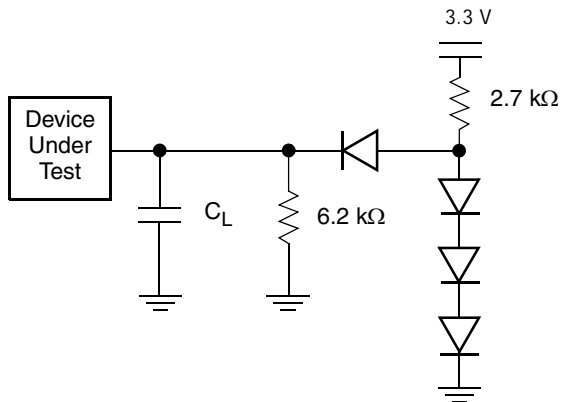 3.3 V
2.7 kΩ
Device
Under
Test
C_L
6.2 kΩ